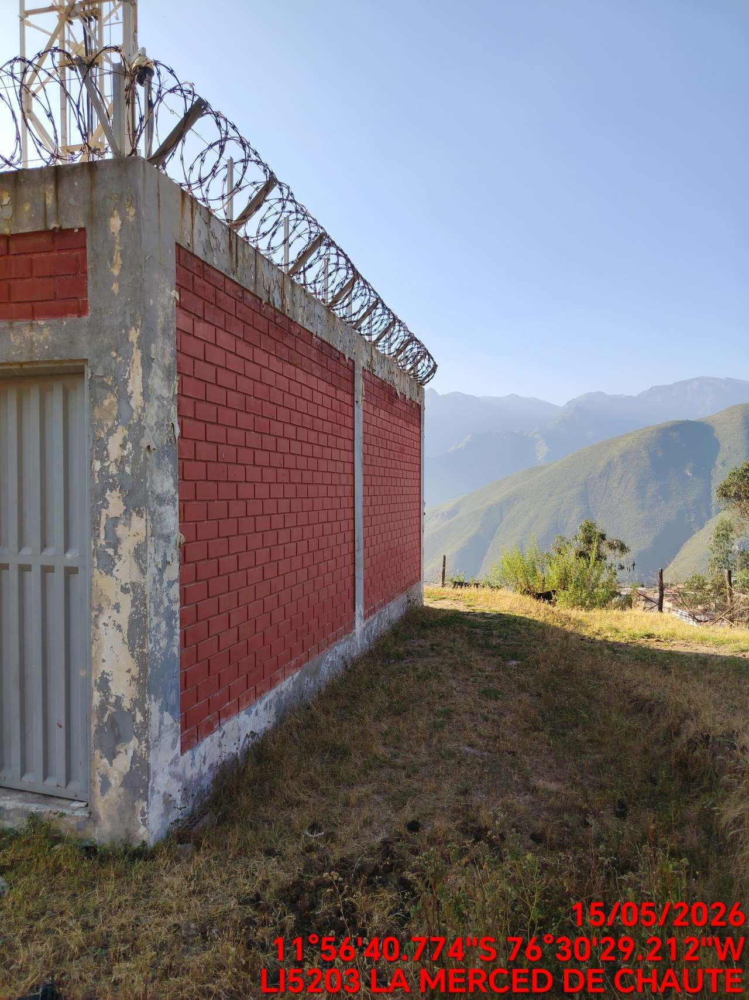 15/05/2026
11°56'40.774"S 76°30'29.212"W
LI5203 LA MERCED DE CHAUTE